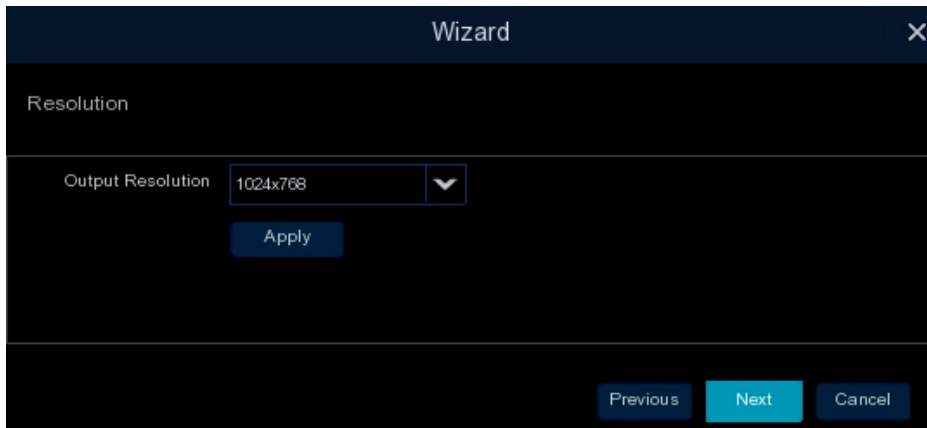 Wizard
Resolution
Output Resolution 1024x768
Apply
Previous Next Cancel